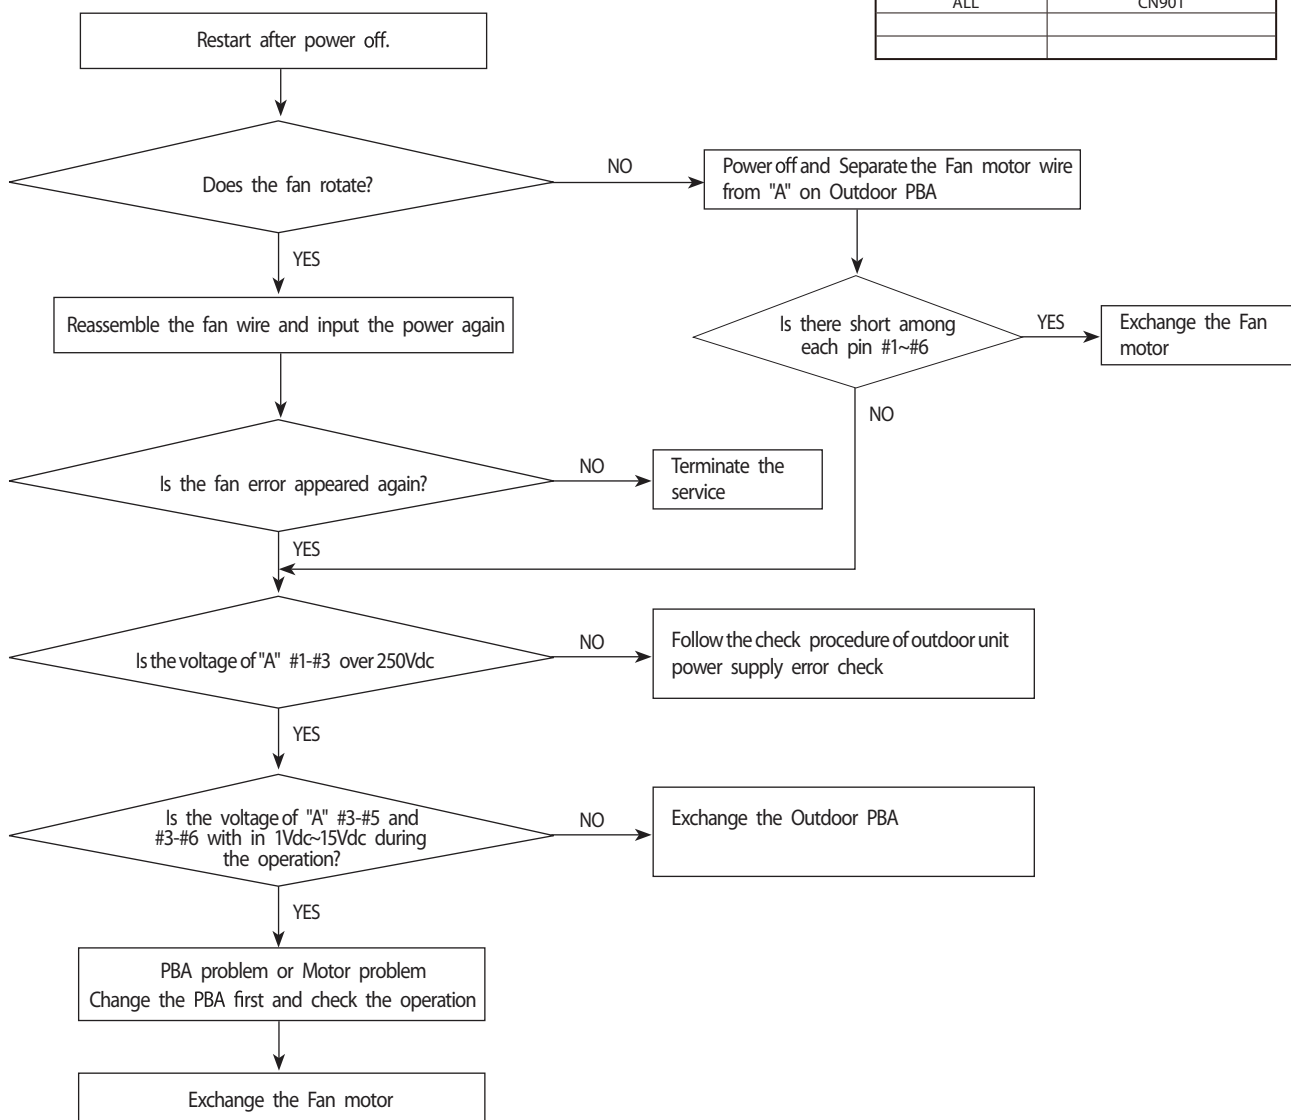 ALL CN901
Restart after power off.
Does the fan rotate?
NO
Power off and Separate the Fan motor wire
from "A" on Outdoor PBA
YES
Reassemble the fan wire and input the power again
Is there short among
each pin #1~#6
YES
Exchange the Fan
motor
NO
Is the fan error appeared again?
NO
Terminate the
service
YES
Is the voltage of "A" #1-#3 over 250Vdc
NO
Follow the check procedure of outdoor unit
power supply error check
YES
Is the voltage of "A" #3-#5 and
#3-#6 with in 1Vdc~15Vdc during
the operation?
NO
Exchange the Outdoor PBA
YES
PBA problem or Motor problem
Change the PBA first and check the operation
Exchange the Fan motor